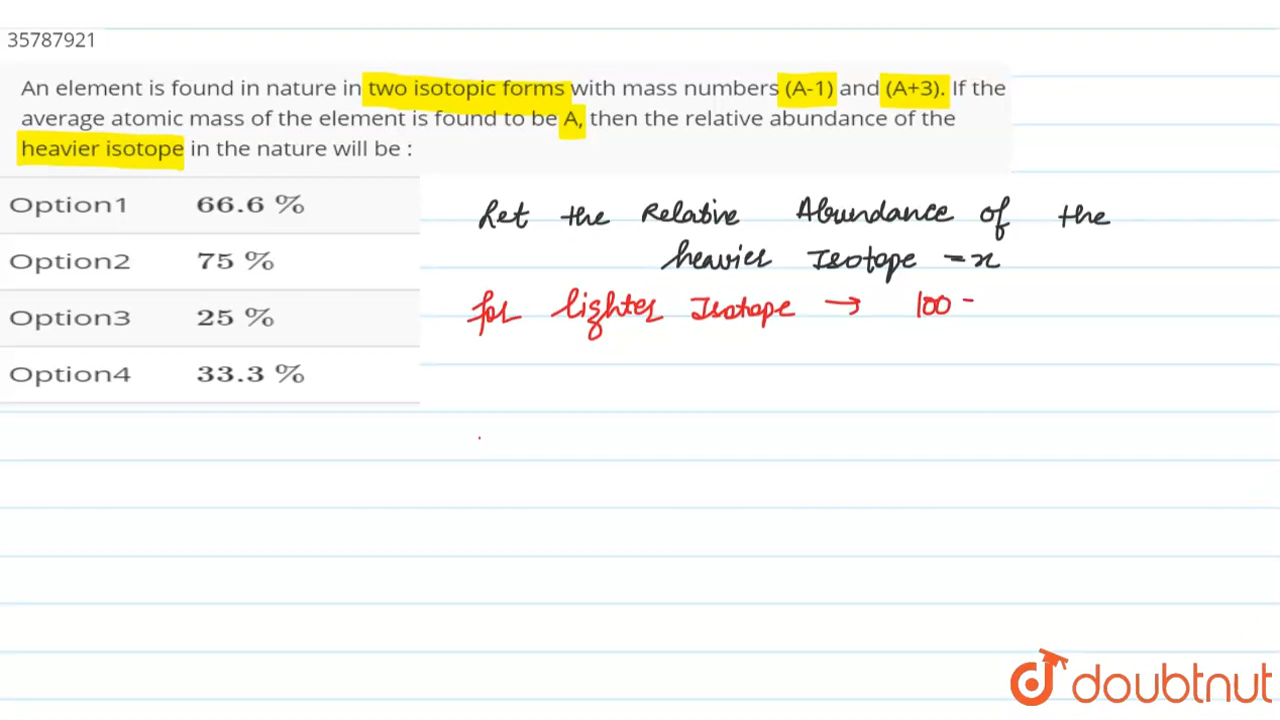 35787921
An element is found in nature in two isotopic forms with mass numbers (A-1) and (A+3). If the
average atomic mass of the element is found to be A, then the relative abundance of the
heavier isotope in the nature will be :
Option1 66.6 %
Option2 75 %
Option3 25 %
Option4 33.3 %
Let the Relative Abundance of the
heavier Isotope = x
for lighter Isotope → 100 -
doubtnut